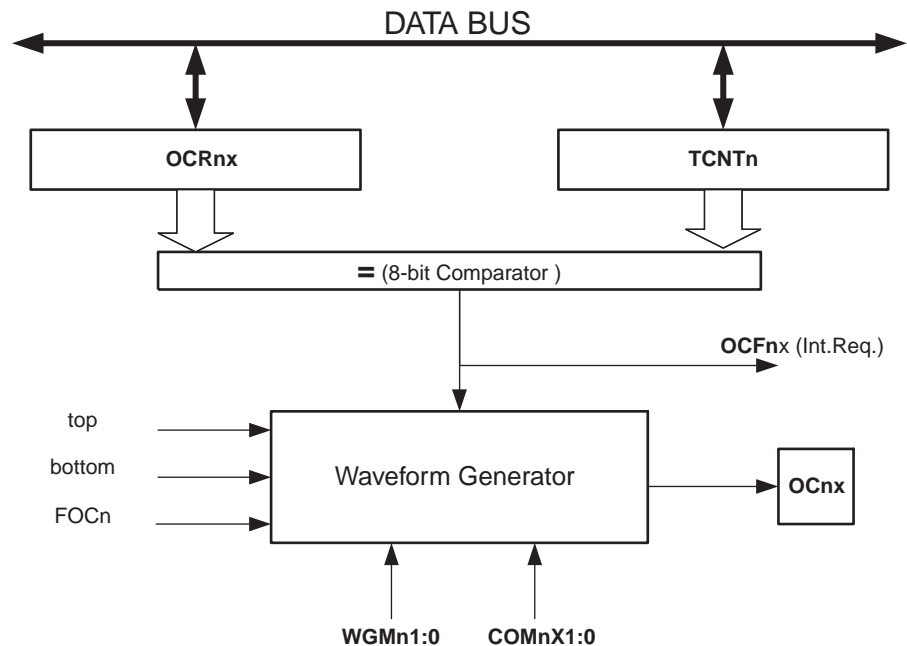 DATA BUS
OCRnx
TCNTn
= (8-bit Comparator )
OCFnx (Int.Req.)
top
bottom
FOCn
Waveform Generator
OCnx
WGMn1:0
COMnX1:0